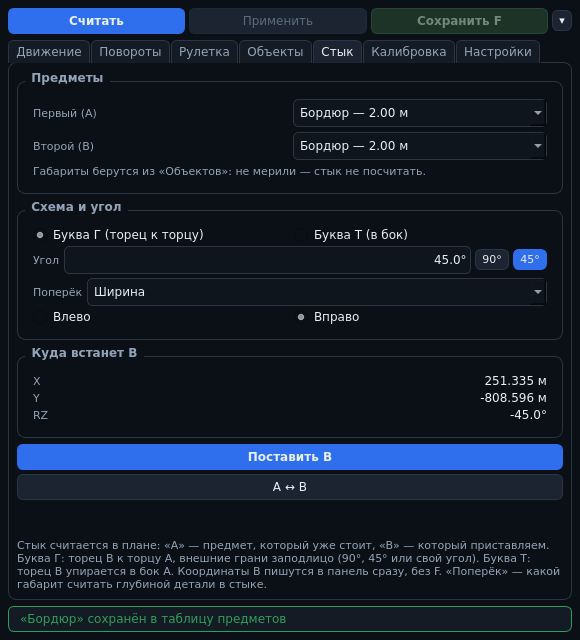 Считать Применить Сохранить F ▾
Движение Повороты Рулетка Объекты Стык Калибровка Настройки
Предметы
Первый (A) Бордюр — 2.00 м
Второй (B) Бордюр — 2.00 м
Габариты берутся из «Объектов»: не мерили — стык не посчитать.
Схема и угол
Буква Г (торец к торцу) Буква Т (в бок)
Угол 45.0° 90° 45°
Поперёк Ширина
Влево Вправо
Куда встанет B
X 251.335 м
Y -808.596 м
RZ -45.0°
Поставить B
A ↔ B
Стык считается в плане: «A» — предмет, который уже стоит, «B» — который приставляем.
Буква Г: торец B к торцу A, внешние грани заподлицо (90°, 45° или свой угол). Буква Т:
торец B упирается в бок A. Координаты B пишутся в панель сразу, без F. «Поперёк» — какой
габарит считать глубиной детали в стыке.
«Бордюр» сохранён в таблицу предметов